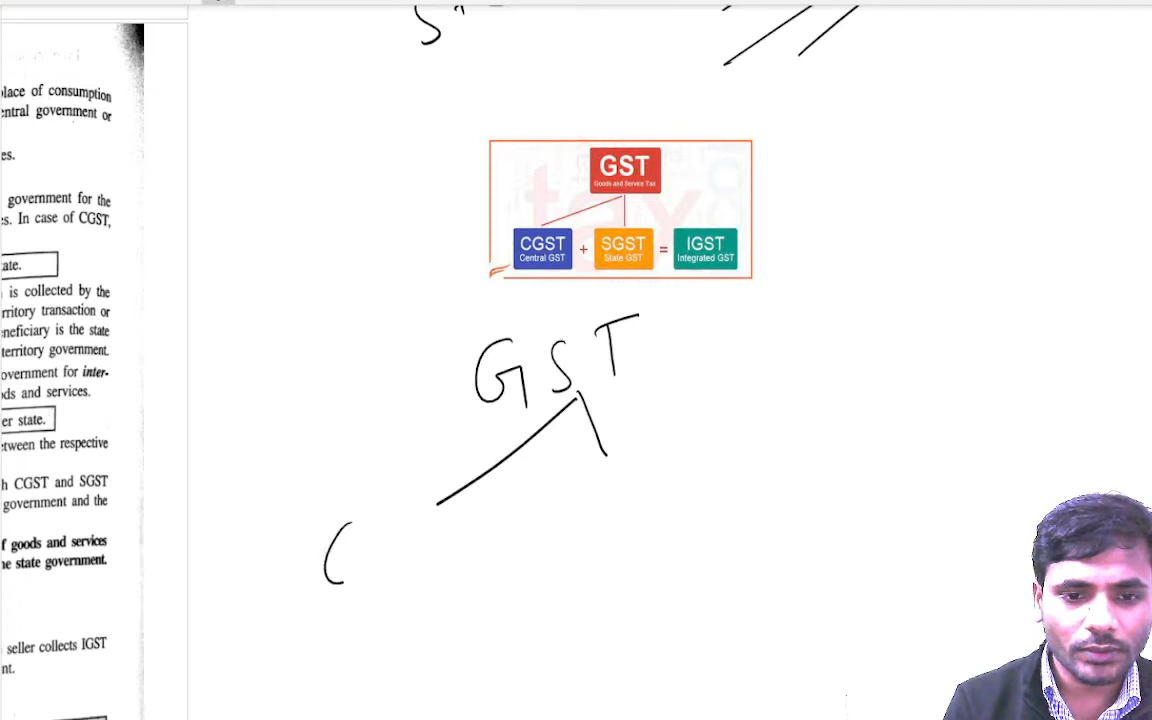 lace of consumption
entral government or
es.
government for the
es. In case of CGST,
ate.
is collected by the
rritory transaction or
neficiary is the state
territory government.
overnment for inter-
ods and services.
er state.
etween the respective
h CGST and SGST
government and the
f goods and services
he state government.
seller collects IGST
nt.
GST
Goods and Service Tax
CGST
Central GST
+
SGST
State GST
=
IGST
Integrated GST
GST
C